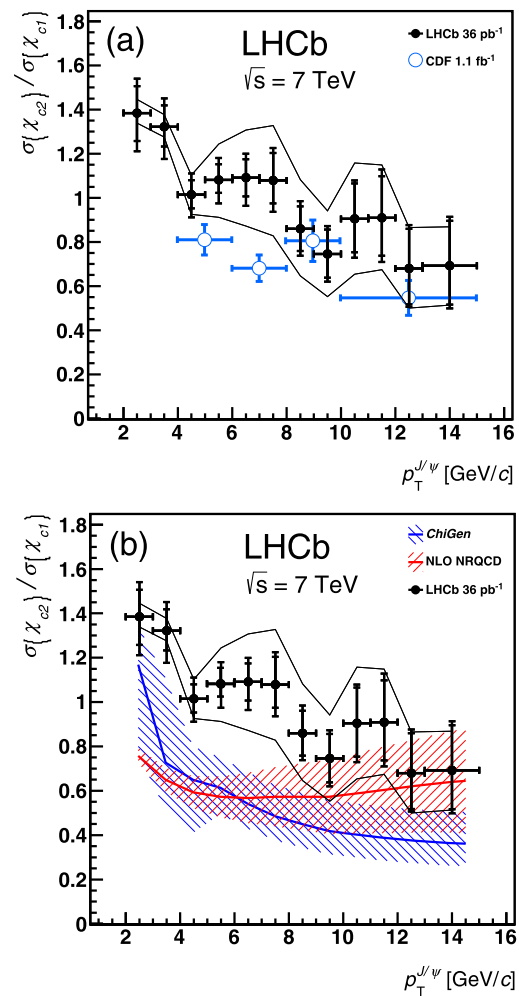 (a)
LHCb
√s = 7 TeV
LHCb 36 pb⁻¹
CDF 1.1 fb⁻¹
σ{χc2}/σ{χc1}
1.8
1.6
1.4
1.2
1
0.8
0.6
0.4
0.2
0
2 4 6 8 10 12 14 16
p_T^{J/ψ} [GeV/c]
(b)
LHCb
√s = 7 TeV
ChiGen
NLO NRQCD
LHCb 36 pb⁻¹
σ{χc2}/σ{χc1}
1.8
1.6
1.4
1.2
1
0.8
0.6
0.4
0.2
0
2 4 6 8 10 12 14 16
p_T^{J/ψ} [GeV/c]